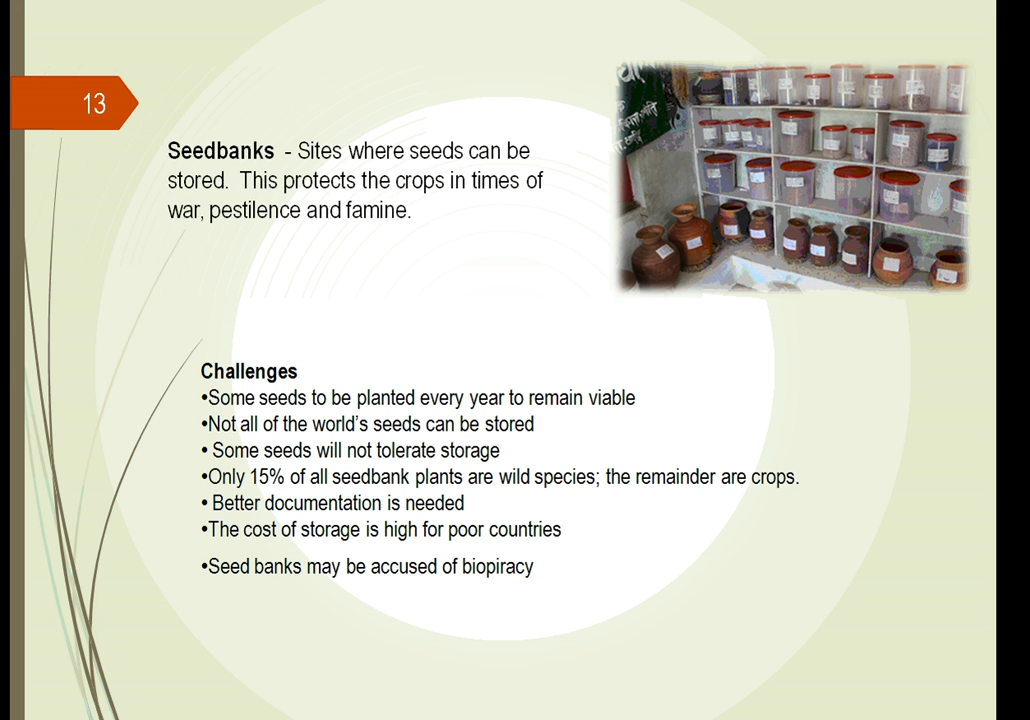 13
Seedbanks - Sites where seeds can be
stored. This protects the crops in times of
war, pestilence and famine.
Challenges
•Some seeds to be planted every year to remain viable
•Not all of the world’s seeds can be stored
• Some seeds will not tolerate storage
•Only 15% of all seedbank plants are wild species; the remainder are crops.
• Better documentation is needed
•The cost of storage is high for poor countries
•Seed banks may be accused of biopiracy